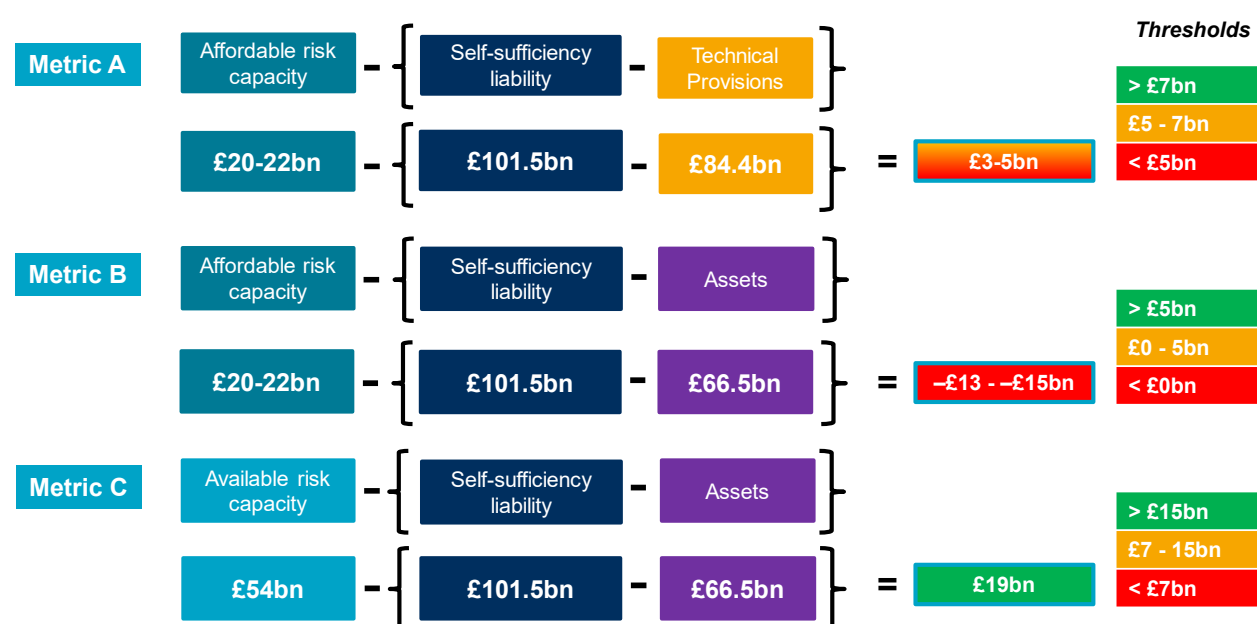 Thresholds
Metric A
Affordable risk
capacity
-
Self-sufficiency
liability
-
Technical
Provisions
> £7bn
£5 - 7bn
< £5bn
£20-22bn
-
£101.5bn
-
£84.4bn
=
£3-5bn
Metric B
Affordable risk
capacity
-
Self-sufficiency
liability
-
Assets
> £5bn
£0 - 5bn
< £0bn
£20-22bn
-
£101.5bn
-
£66.5bn
=
–£13 - –£15bn
Metric C
Available risk
capacity
-
Self-sufficiency
liability
-
Assets
> £15bn
£7 - 15bn
< £7bn
£54bn
-
£101.5bn
-
£66.5bn
=
£19bn